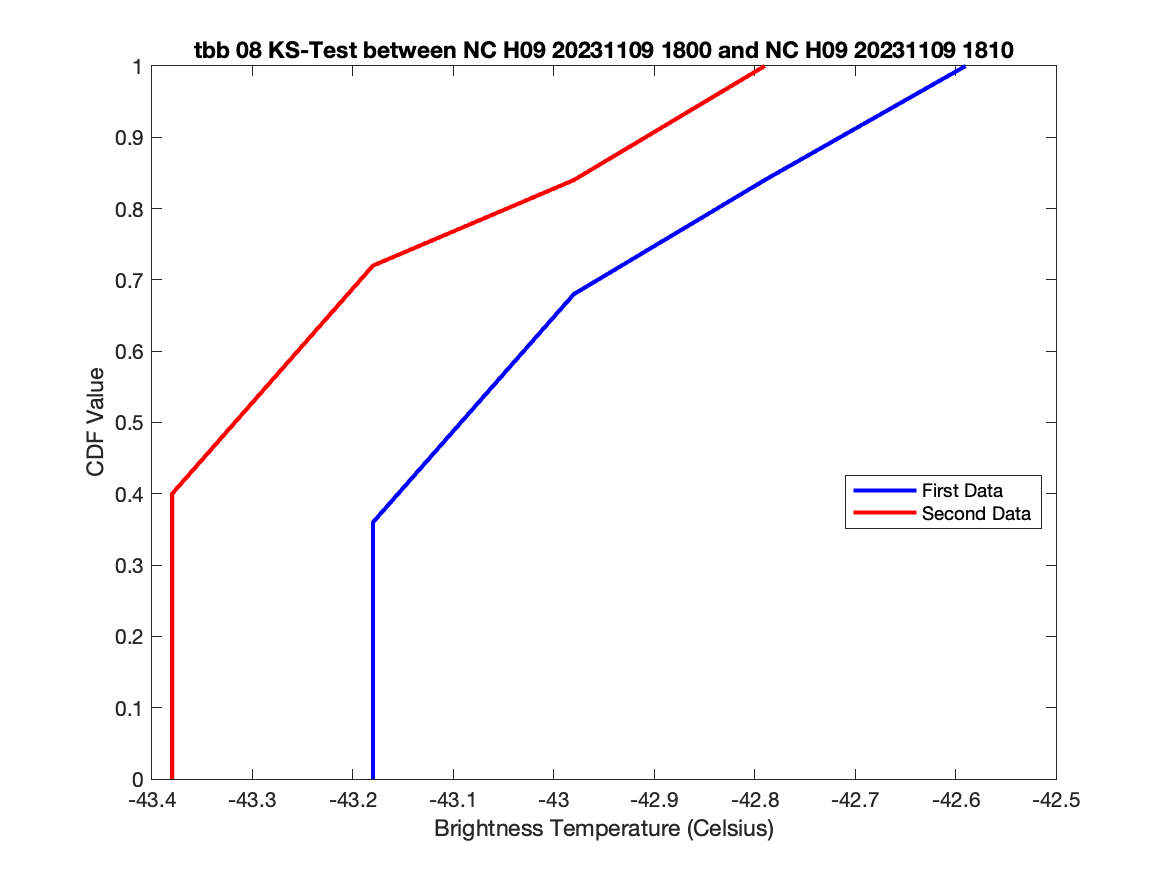 tbb 08 KS-Test between NC H09 20231109 1800 and NC H09 20231109 1810
1
0.9
0.8
0.7
0.6
0.5
0.4
0.3
0.2
0.1
0
CDF Value
First Data
Second Data
-43.4 -43.3 -43.2 -43.1 -43 -42.9 -42.8 -42.7 -42.6 -42.5
Brightness Temperature (Celsius)